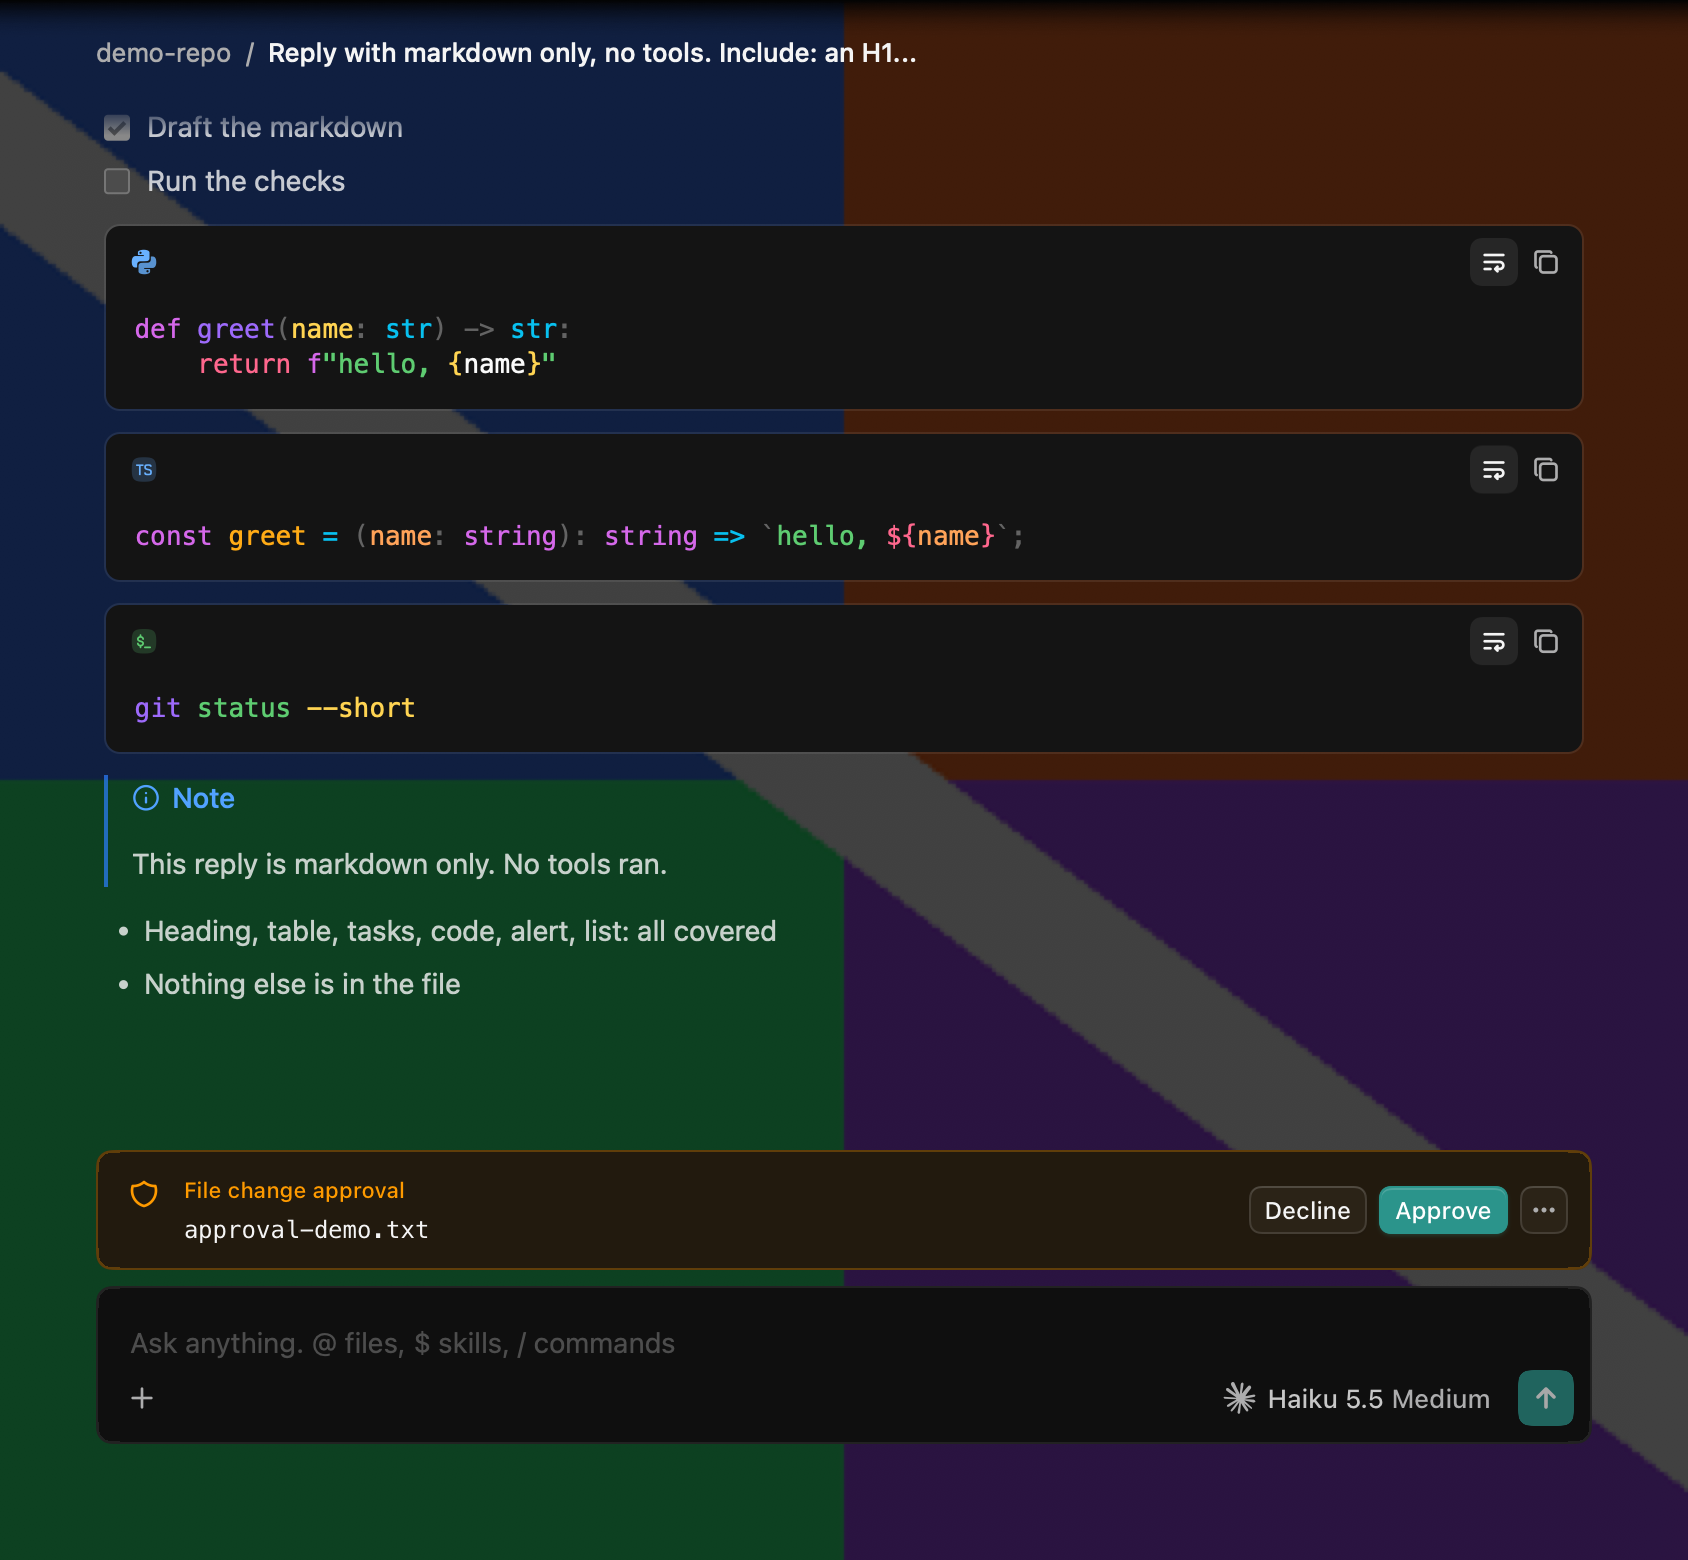 demo-repo / Reply with markdown only, no tools. Include: an H1...
Draft the markdown
Run the checks
def greet(name: str) -> str:
    return f"hello, {name}"
TS
const greet = (name: string): string => `hello, ${name}`;
$_
git status --short
Note
This reply is markdown only. No tools ran.
• Heading, table, tasks, code, alert, list: all covered
• Nothing else is in the file
File change approval
approval-demo.txt
Decline
Approve
Ask anything. @ files, $ skills, / commands
Haiku 5.5 Medium